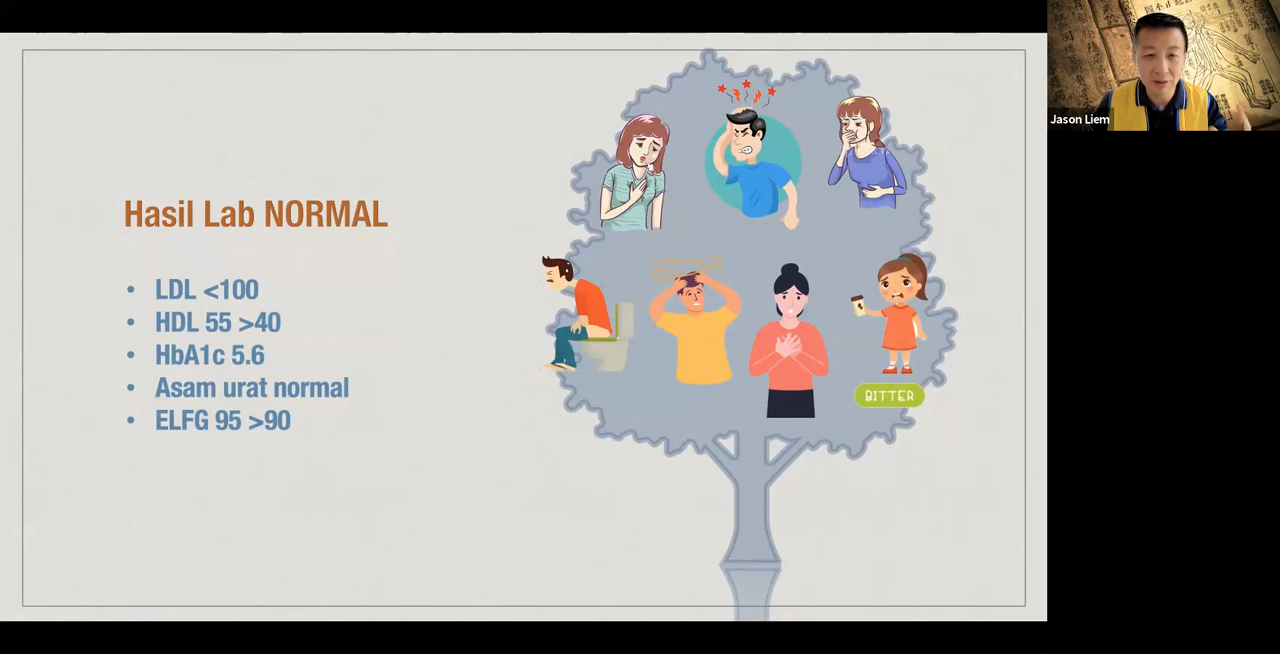 Hasil Lab NORMAL
• LDL <100
• HDL 55 >40
• HbA1c 5.6
• Asam urat normal
• ELFG 95 >90
BITTER
Jason Liem